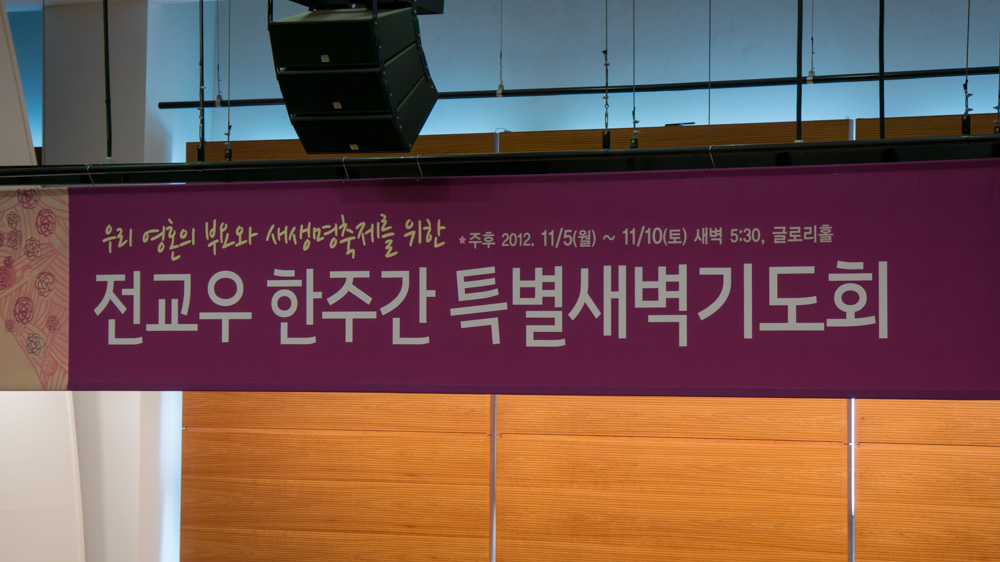 우리 영혼의 부요와 새생명축제를 위한 ★주후 2012. 11/5(월) ~ 11/10(토) 새벽 5:30, 글로리홀
전교우 한주간 특별새벽기도회